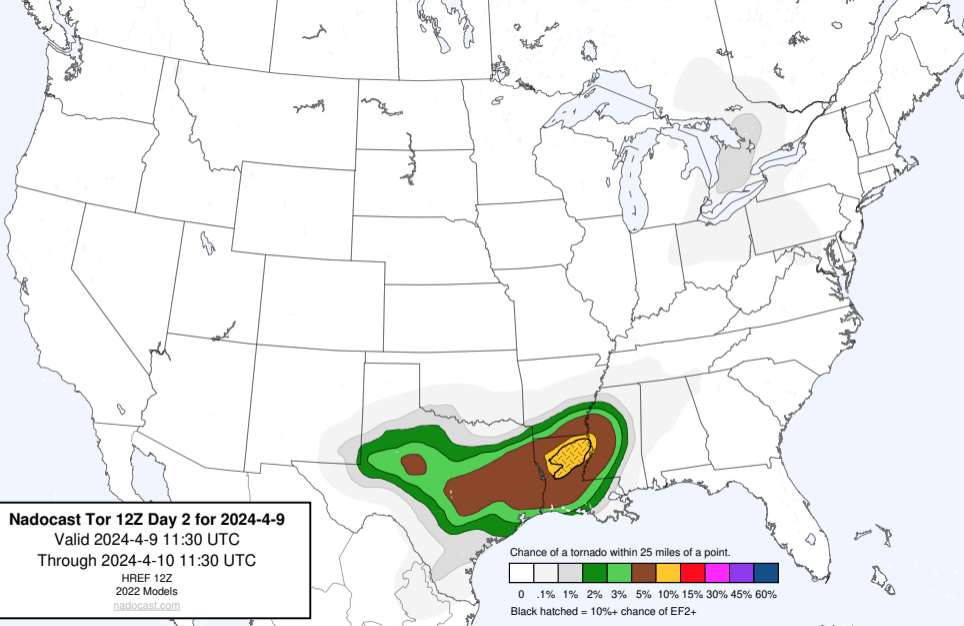 Nadocast Tor 12Z Day 2 for 2024-4-9
Valid 2024-4-9 11:30 UTC
Through 2024-4-10 11:30 UTC
HREF 12Z
2022 Models
nadocast.com
Chance of a tornado within 25 miles of a point.
0 .1% 1% 2% 3% 5% 10% 15% 30% 45% 60%
Black hatched = 10%+ chance of EF2+